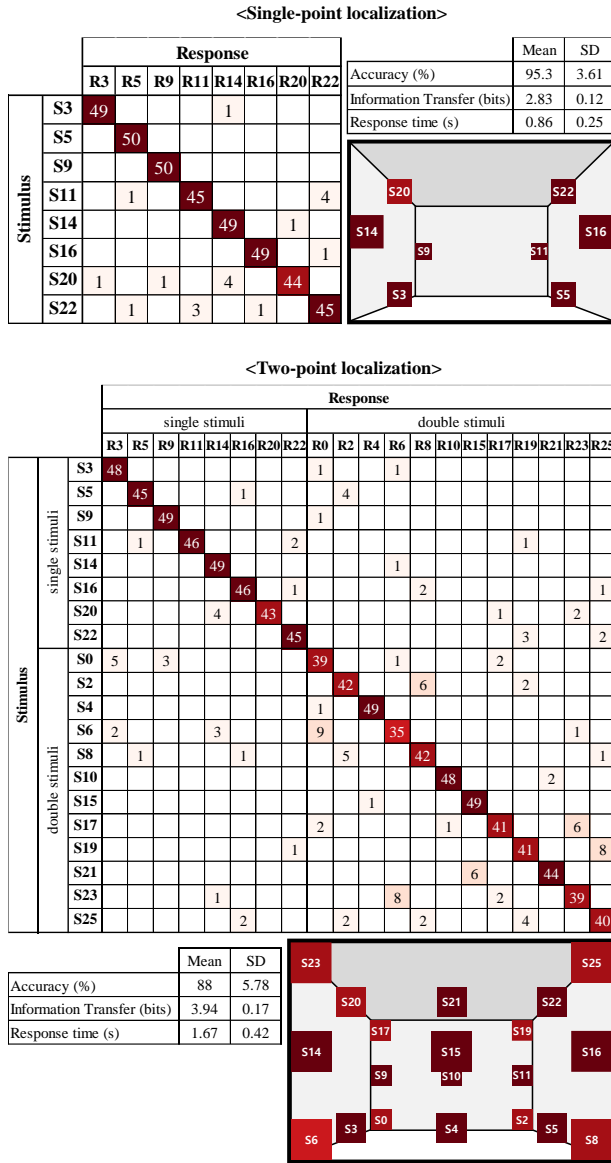 <Single-point localization>
Response
R3 R5 R9 R11 R14 R16 R20 R22
Stimulus
S3 49 1
S5 50
S9 50
S11 1 45 4
S14 49 1
S16 49 1
S20 1 1 4 44
S22 1 3 1 45
Mean SD
Accuracy (%) 95.3 3.61
Information Transfer (bits) 2.83 0.12
Response time (s) 0.86 0.25
S20 S22
S14 S16
S9 S11
S3 S5
<Two-point localization>
Response
single stimuli double stimuli
R3 R5 R9 R11 R14 R16 R20 R22 R0 R2 R4 R6 R8 R10 R15 R17 R19 R21 R23 R25
Stimulus
single stimuli
S3 48 1 1
S5 45 1 4
S9 49 1
S11 1 46 2 1
S14 49 1
S16 46 1 2 1
S20 4 43 1 2
S22 45 3 2
double stimuli
S0 5 3 39 1 2
S2 42 6 2
S4 1 49
S6 2 3 9 35 1
S8 1 1 5 42 1
S10 48 2
S15 1 49
S17 2 1 41 6
S19 1 41 8
S21 6 44
S23 1 8 2 39
S25 2 2 2 4 40
Mean SD
Accuracy (%) 88 5.78
Information Transfer (bits) 3.94 0.17
Response time (s) 1.67 0.42
S23 S25
S20 S21 S22
S17 S19
S14 S15 S16
S9 S10 S11
S0 S2
S3 S4 S5
S6 S8